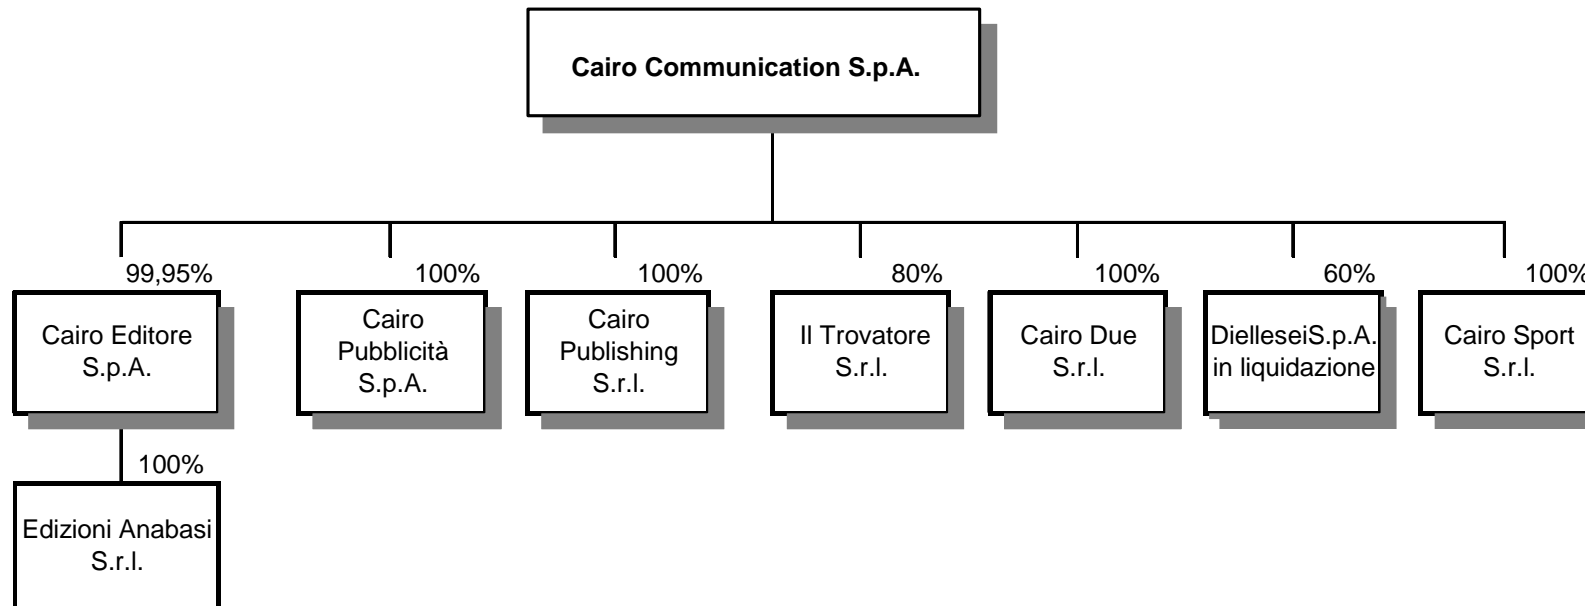 Cairo Communication S.p.A.
99,95%
100%
100%
80%
100%
60%
100%
Cairo Editore
S.p.A.
Cairo
Pubblicità
S.p.A.
Cairo
Publishing
S.r.l.
Il Trovatore
S.r.l.
Cairo Due
S.r.l.
DielleseiS.p.A.
in liquidazione
Cairo Sport
S.r.l.
100%
Edizioni Anabasi
S.r.l.